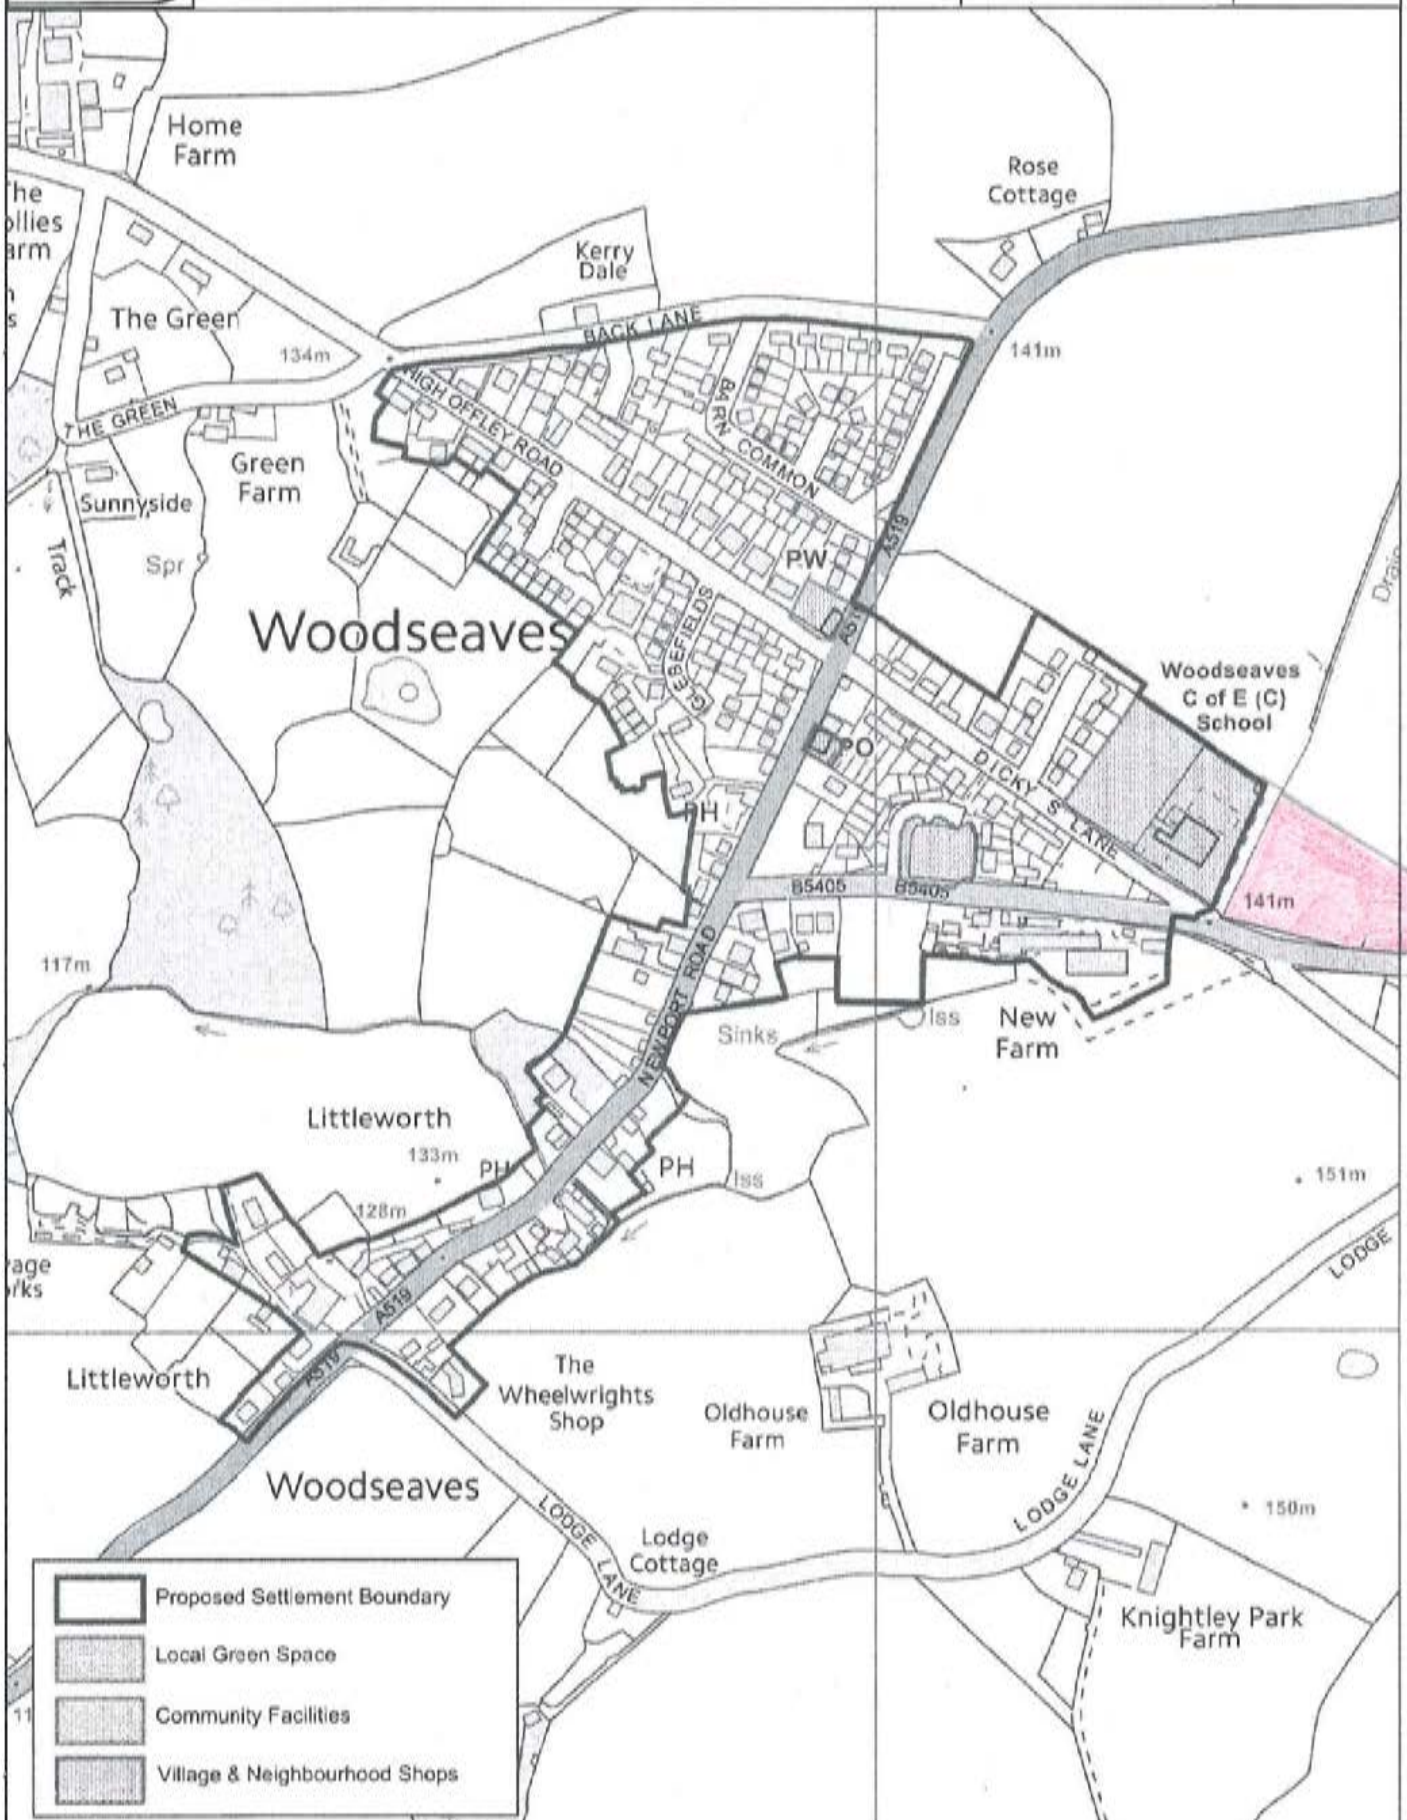 Home
Farm
Rose
Cottage
Kerry
Dale
The Green
BACK LANE
134m
141m
HIGH OFFLEY ROAD
BARN COMMON
THE GREEN
Green
Farm
Sunnyside
A519
Track
Spr
PW
Drain
Woodseaves
GLEBEFIELDS
Woodseaves
C of E (C)
School
PO
DICKY'S LANE
PH
B5405
B5405
141m
117m
NEWPORT ROAD
Sinks
Iss
New
Farm
Littleworth
133m
PH
PH
Iss
151m
128m
LODGE
A519
A519
Littleworth
The
Wheelwrights
Shop
Oldhouse
Farm
Oldhouse
Farm
LODGE LANE
Woodseaves
LODGE LANE
Lodge
Cottage
150m
Knightley Park
Farm
Proposed Settlement Boundary
Local Green Space
Community Facilities
Village & Neighbourhood Shops